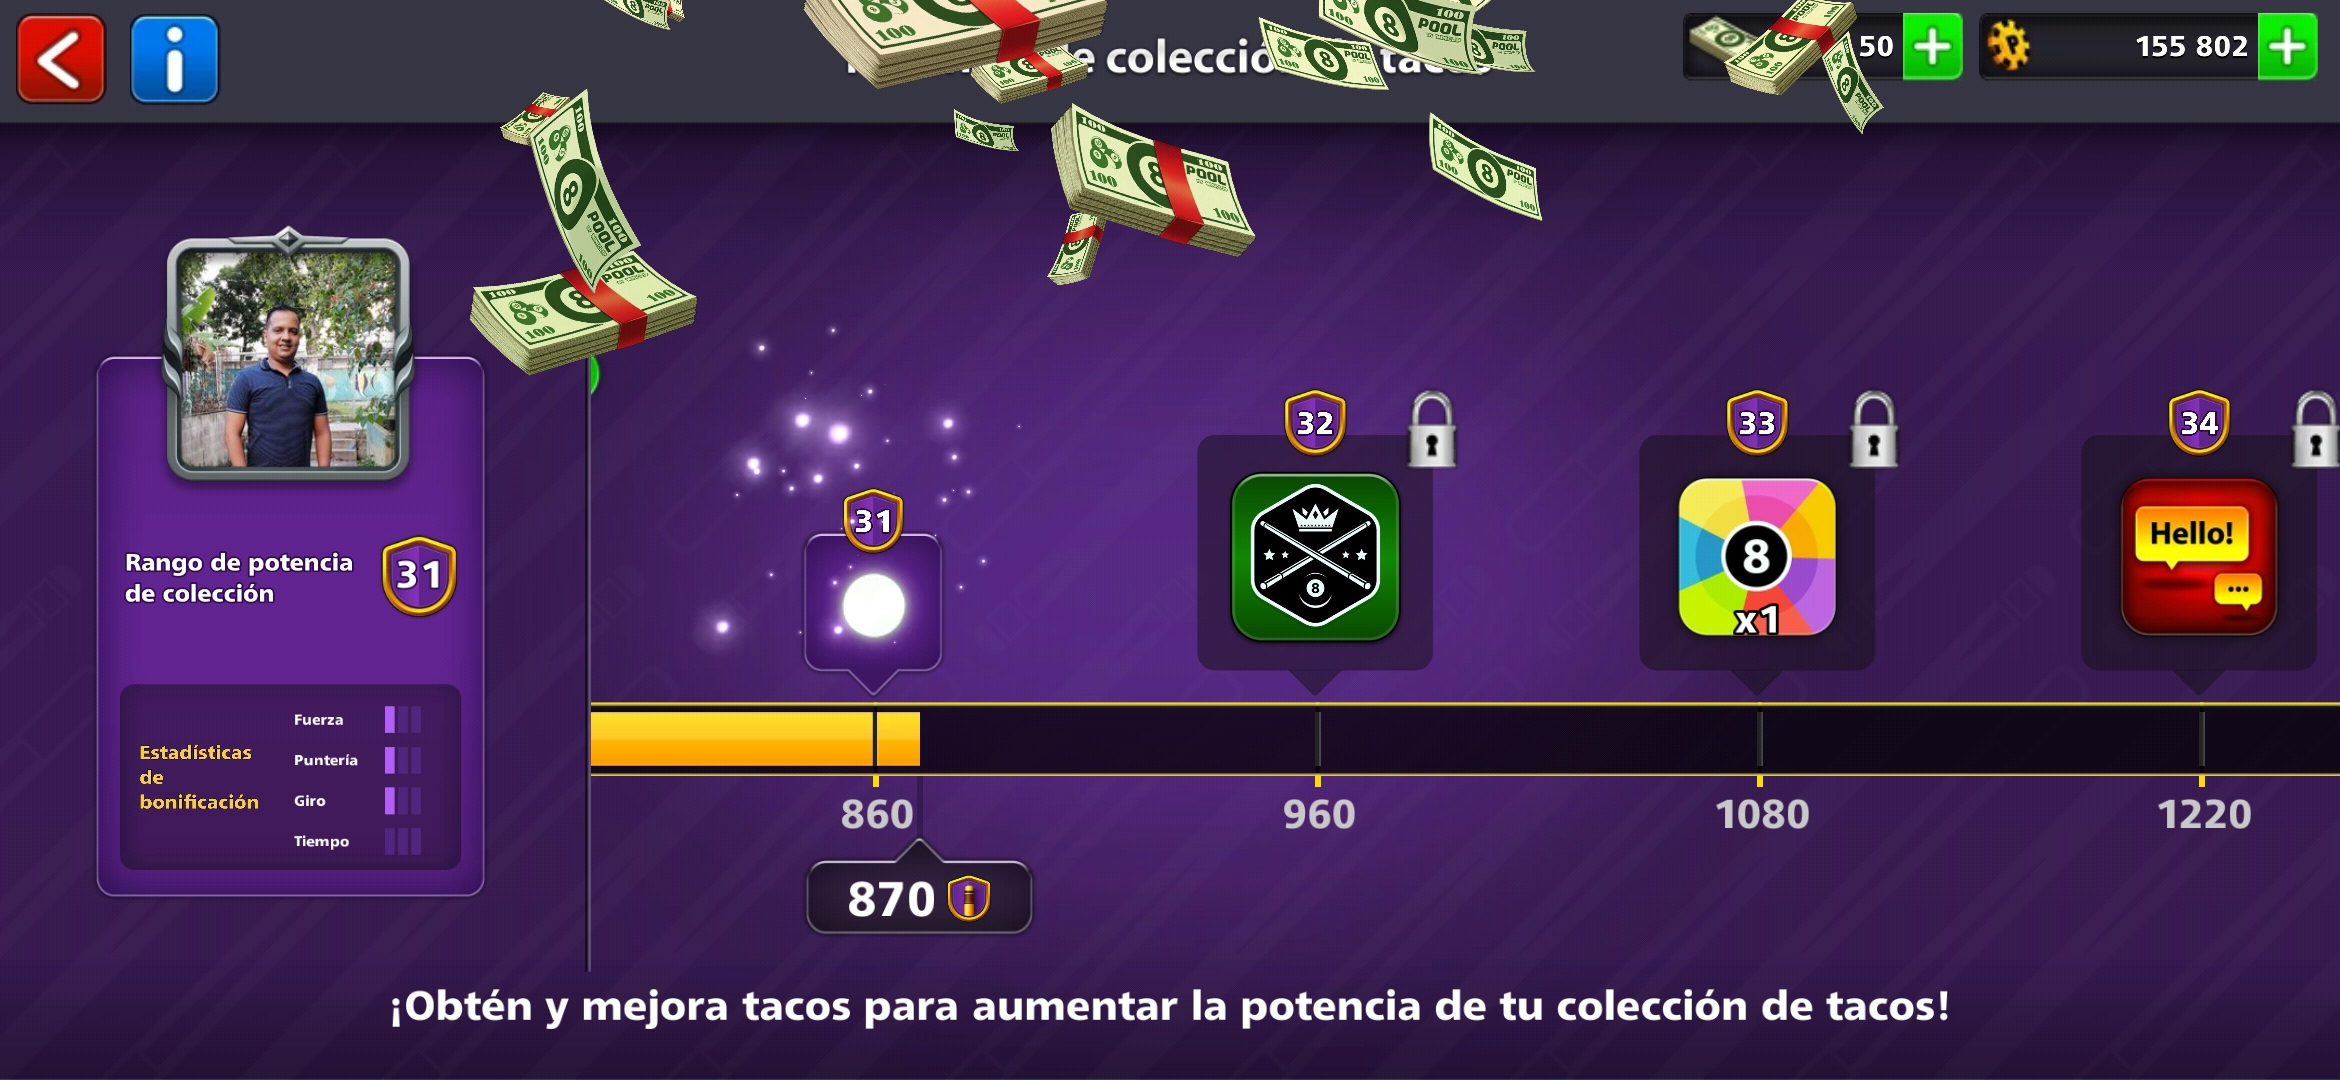 e colecció
tacos
50
155 802
31
32
33
34
8
x1
Hello!
...
Rango de potencia
de colección
31
Estadísticas
de
bonificación
Fuerza
Puntería
Giro
Tiempo
860
960
1080
1220
870
¡Obtén y mejora tacos para aumentar la potencia de tu colección de tacos!